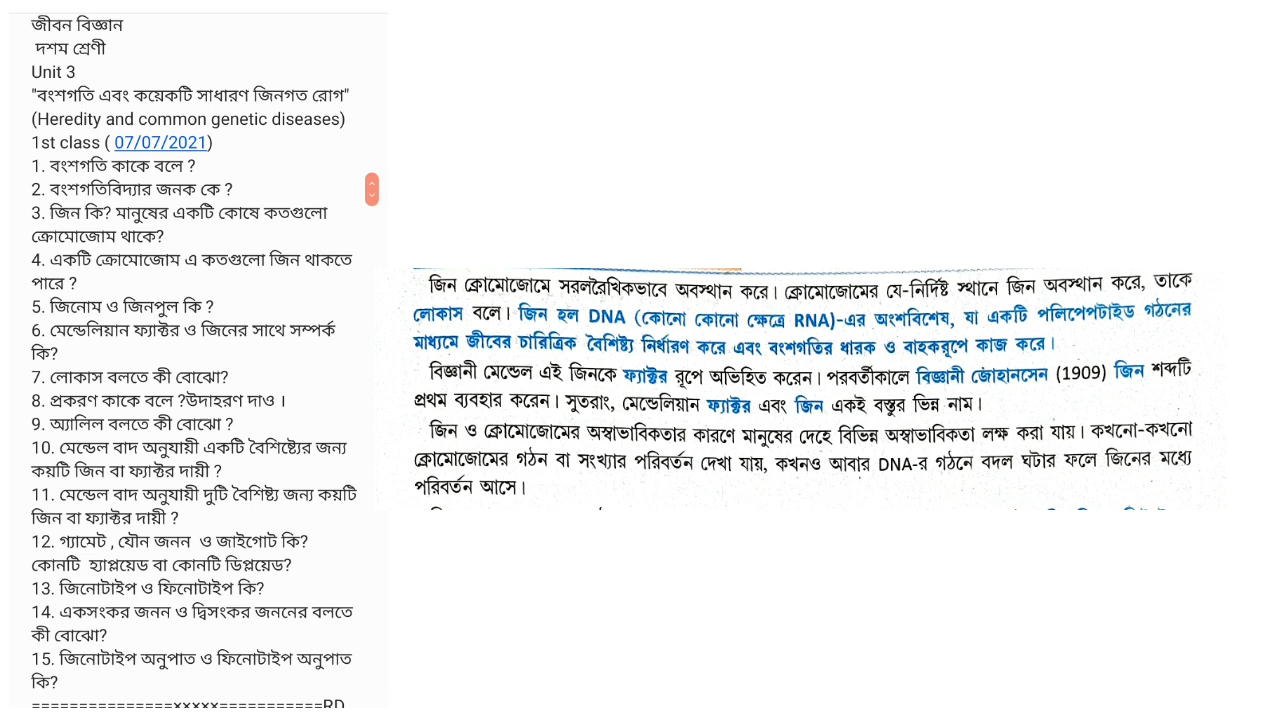 জীবন বিজ্ঞান
দশম শ্রেণী
Unit 3
"বংশগতি এবং কয়েকটি সাধারণ জিনগত রোগ"
(Heredity and common genetic diseases)
1st class ( 07/07/2021)
1. বংশগতি কাকে বলে ?
2. বংশগতিবিদ্যার জনক কে ?
3. জিন কি? মানুষের একটি কোষে কতগুলো
ক্রোমোজোম থাকে?
4. একটি ক্রোমোজোম এ কতগুলো জিন থাকতে
পারে ?
5. জিনোম ও জিনপুল কি ?
6. মেন্ডেলিয়ান ফ্যাক্টর ও জিনের সাথে সম্পর্ক
কি?
7. লোকাস বলতে কী বোঝো?
8. প্রকরণ কাকে বলে ?উদাহরণ দাও ।
9. অ্যালিল বলতে কী বোঝো ?
10. মেন্ডেল বাদ অনুযায়ী একটি বৈশিষ্ট্যের জন্য
কয়টি জিন বা ফ্যাক্টর দায়ী ?
11. মেন্ডেল বাদ অনুযায়ী দুটি বৈশিষ্ট্য জন্য কয়টি
জিন বা ফ্যাক্টর দায়ী ?
12. গ্যামেট , যৌন জনন ও জাইগোট কি?
কোনটি হ্যাপ্লয়েড বা কোনটি ডিপ্লয়েড?
13. জিনোটাইপ ও ফিনোটাইপ কি?
14. একসংকর জনন ও দ্বিসংকর জননের বলতে
কী বোঝো?
15. জিনোটাইপ অনুপাত ও ফিনোটাইপ অনুপাত
কি?
================xxxxx===========RD
জিন ক্রোমোজোমে সরলরৈখিকভাবে অবস্থান করে। ক্রোমোজোমের যে-নির্দিষ্ট স্থানে জিন অবস্থান করে, তাকে
লোকাস বলে। জিন হল DNA (কোনো কোনো ক্ষেত্রে RNA)-এর অংশবিশেষ, যা একটি পলিপেপটাইড গঠনের
মাধ্যমে জীবের চারিত্রিক বৈশিষ্ট্য নির্ধারণ করে এবং বংশগতির ধারক ও বাহকরূপে কাজ করে।
বিজ্ঞানী মেন্ডেল এই জিনকে ফ্যাক্টর রূপে অভিহিত করেন। পরবর্তীকালে বিজ্ঞানী জোহানসেন (1909) জিন শব্দটি
প্রথম ব্যবহার করেন। সুতরাং, মেন্ডেলিয়ান ফ্যাক্টর এবং জিন একই বস্তুর ভিন্ন নাম।
জিন ও ক্রোমোজোমের অস্বাভাবিকতার কারণে মানুষের দেহে বিভিন্ন অস্বাভাবিকতা লক্ষ করা যায়। কখনো-কখনো
ক্রোমোজোমের গঠন বা সংখ্যার পরিবর্তন দেখা যায়, কখনও আবার DNA-র গঠনে বদল ঘটার ফলে জিনের মধ্যে
পরিবর্তন আসে।